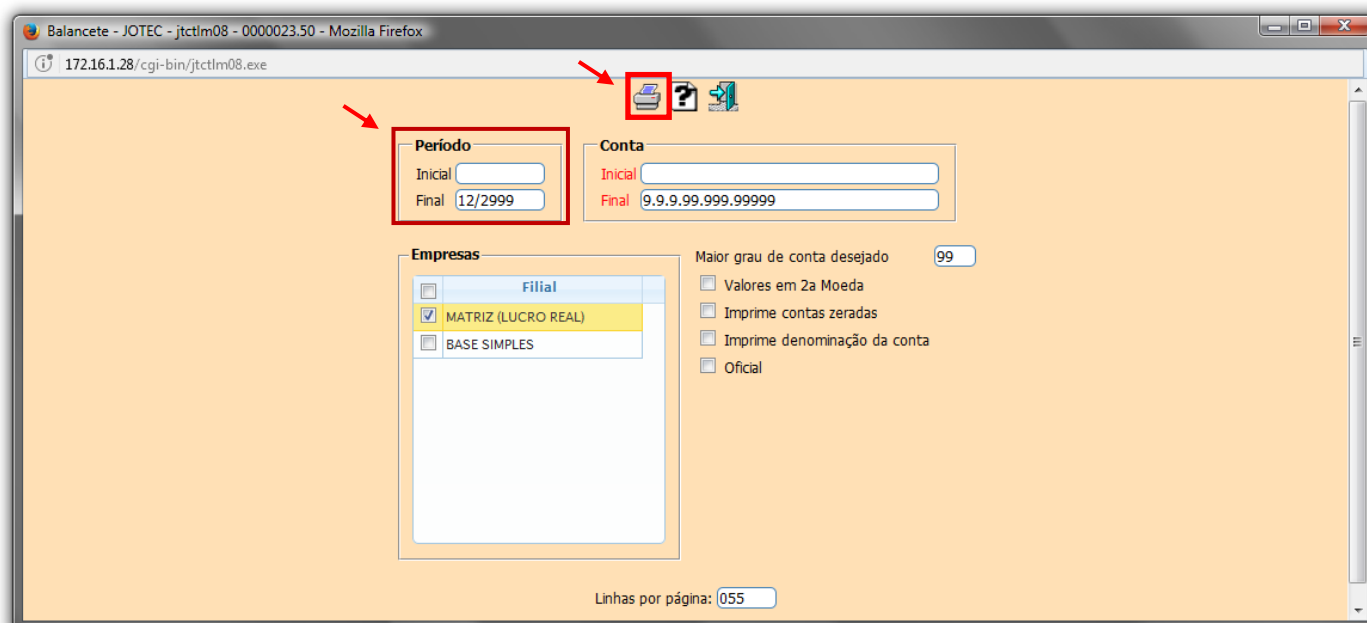 Balancete - JOTEC - jtctlm08 - 0000023.50 - Mozilla Firefox
172.16.1.28/cgi-bin/jtctlm08.exe
Período
Inicial
Final 12/2999
Conta
Inicial
Final 9.9.9.99.999.99999
Empresas
Filial
MATRIZ (LUCRO REAL)
BASE SIMPLES
Maior grau de conta desejado 99
Valores em 2a Moeda
Imprime contas zeradas
Imprime denominação da conta
Oficial
Linhas por página: 055